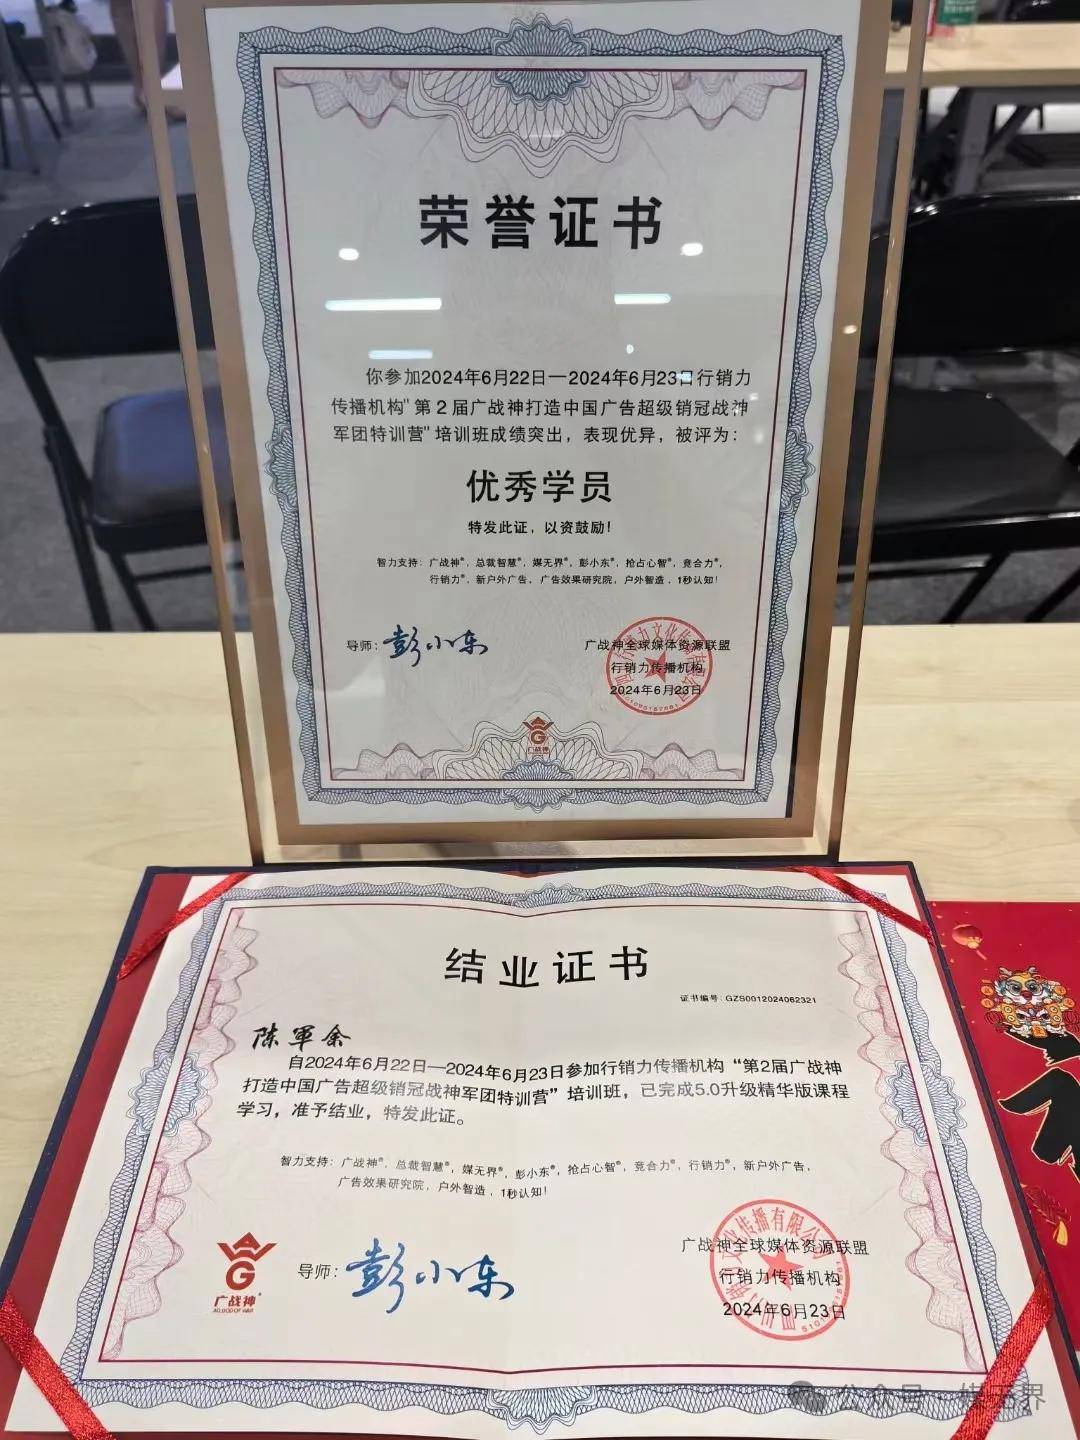 荣誉证书
你参加2024年6月22日—2024年6月23日行销力
传播机构"第2届广战神打造中国广告超级销冠战神
军团特训营"培训班成绩突出，表现优异，被评为：
优秀学员
特发此证，以资鼓励！
智力支持：广战神®、总裁智慧®、媒无界®、彭小东®、抢占心智®、竞合力®、
行销力®、新户外广告、广告效果研究院、户外智造、1秒认知！
导师：彭小东
广战神全球媒体资源联盟
行销力传播机构
2024年6月23日
广战神
结业证书
证书编号：GZS0012024062321
陈军余
自2024年6月22日—2024年6月23日参加行销力传播机构“第2届广战神
打造中国广告超级销冠战神军团特训营”培训班，已完成5.0升级精华版课程
学习，准予结业，特发此证。
智力支持：广战神®、总裁智慧®、媒无界®、彭小东®、抢占心智®、竞合力®、行销力®、新户外广告、
广告效果研究院、户外智造、1秒认知！
广战神
AD.GOD OF WAR
导师：彭小东
广战神全球媒体资源联盟
行销力传播机构
2024年6月23日
公众号·媒无界